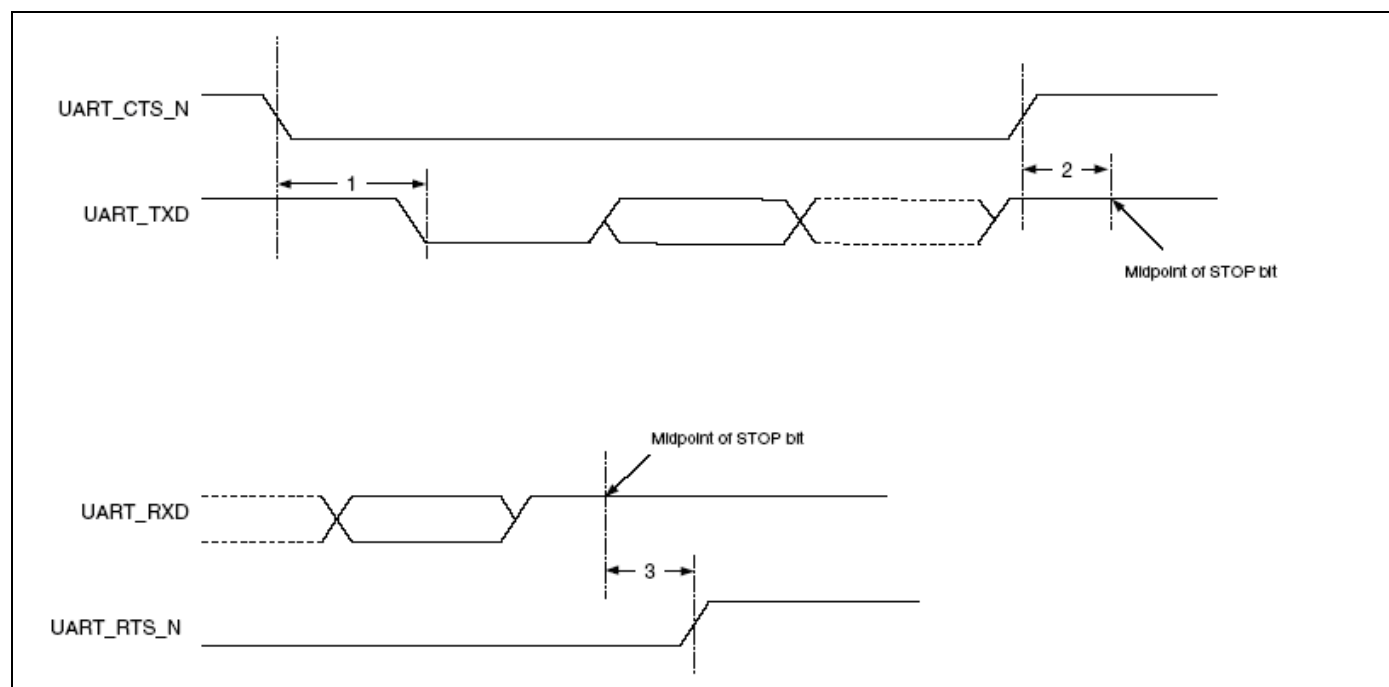 UART_CTS_N
1
2
UART_TXD
Midpoint of STOP bit
Midpoint of STOP bit
UART_RXD
3
UART_RTS_N